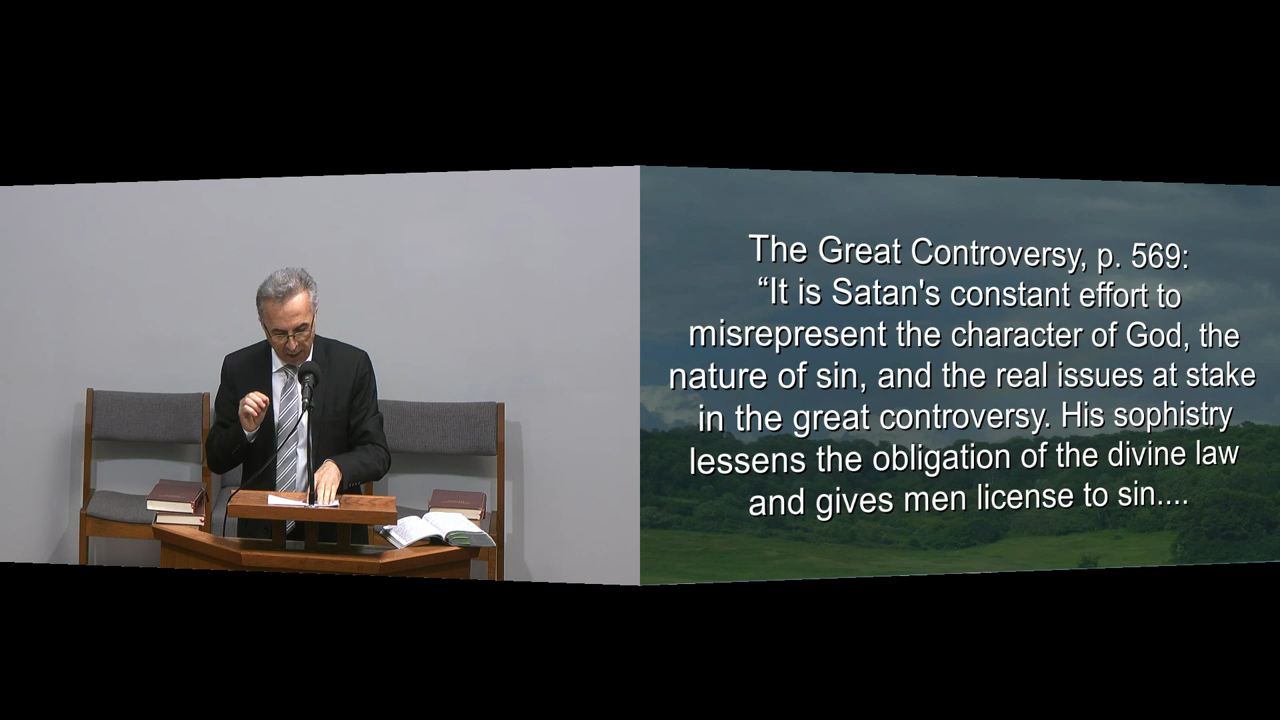 The Great Controversy, p. 569:
“It is Satan's constant effort to
misrepresent the character of God, the
nature of sin, and the real issues at stake
in the great controversy. His sophistry
lessens the obligation of the divine law
and gives men license to sin....